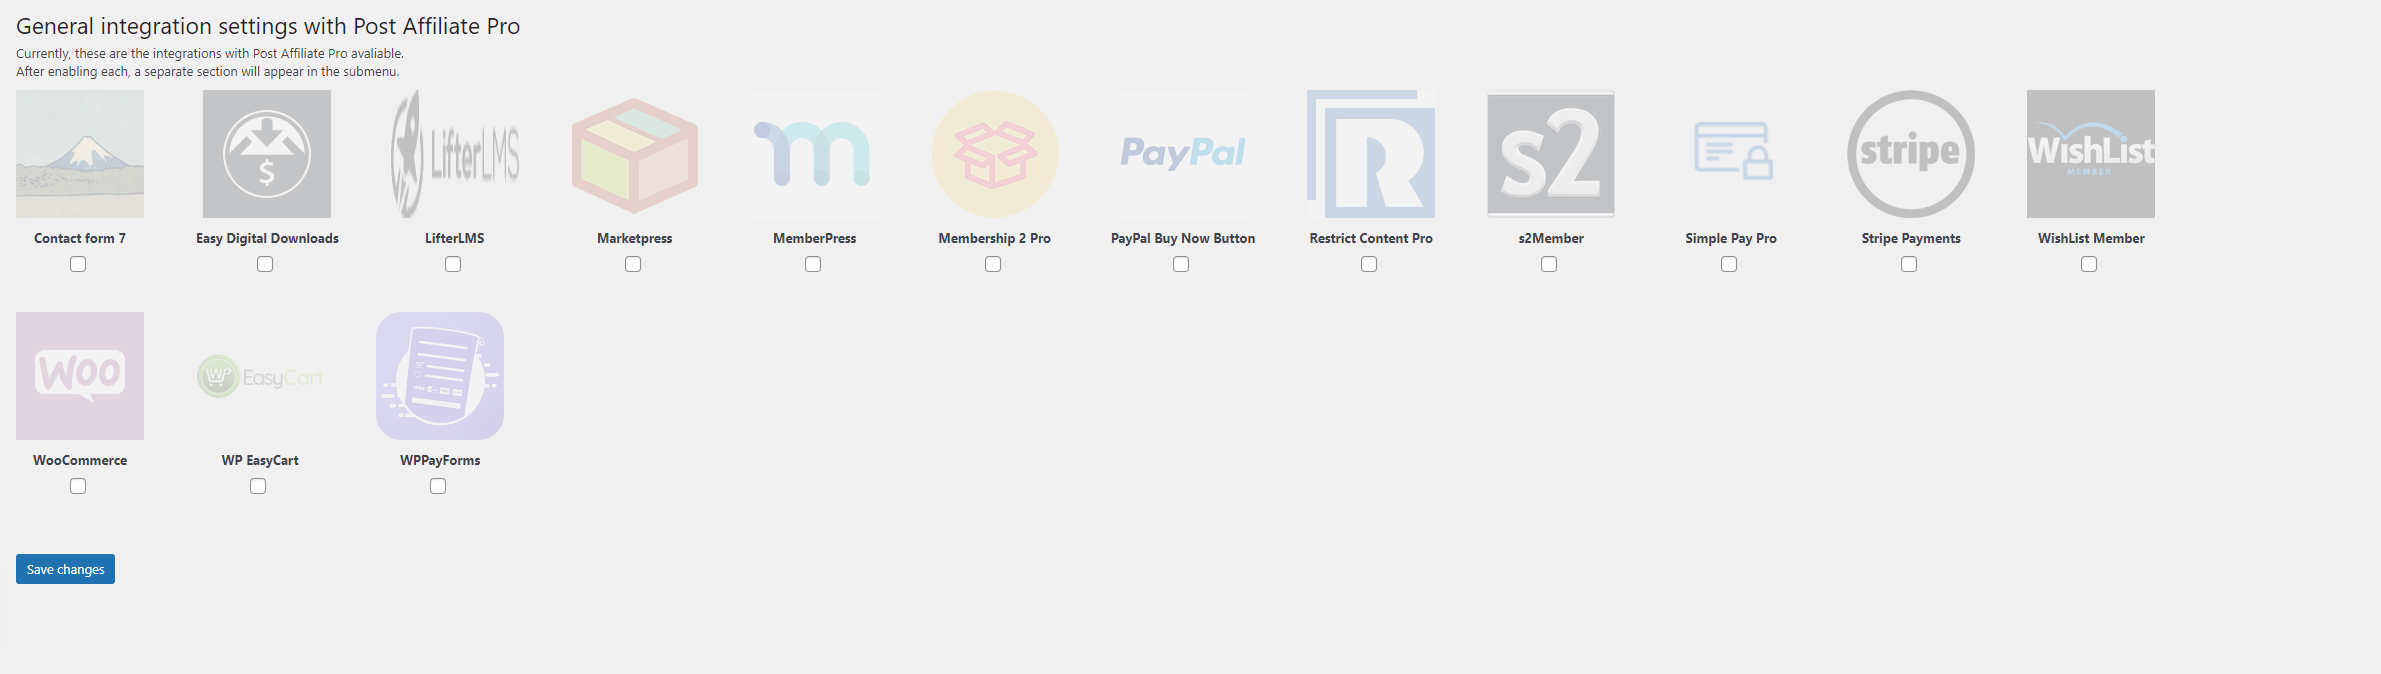 General integration settings with Post Affiliate Pro
Currently, these are the integrations with Post Affiliate Pro avaliable.
After enabling each, a separate section will appear in the submenu.
$
LifterLMS
m
PayPal
R
s2
stripe
WishList
MEMBER
Contact form 7
Easy Digital Downloads
LifterLMS
Marketpress
MemberPress
Membership 2 Pro
PayPal Buy Now Button
Restrict Content Pro
s2Member
Simple Pay Pro
Stripe Payments
WishList Member
WOO
WP EasyCart
WooCommerce
WP EasyCart
WPPayForms
Save changes